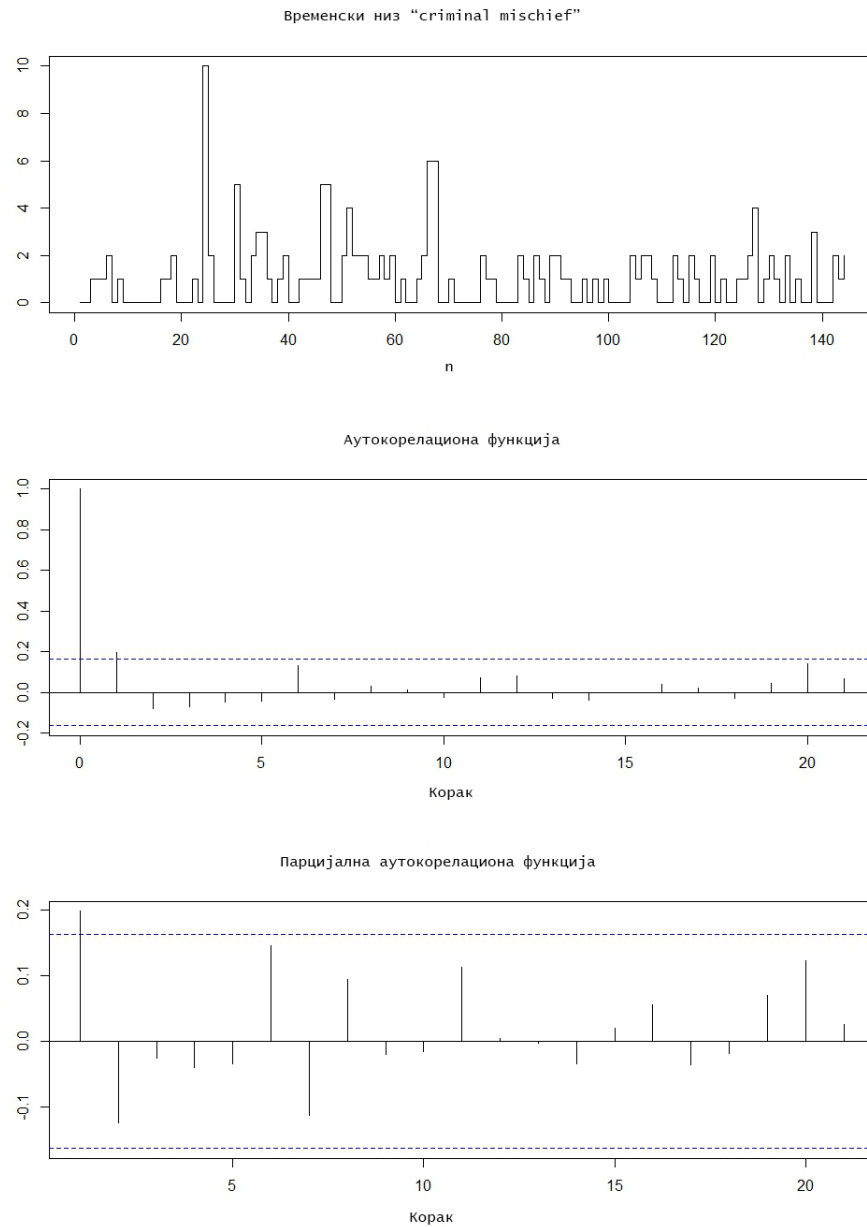 Временски низ “criminal mischief”
10
8
6
4
2
0
0 20 40 60 80 100 120 140
n
Аутокорелациона функција
1.0
0.8
0.6
0.4
0.2
0.0
-0.2
0 5 10 15 20
Корак
Парцијална аутокорелациона функција
0.2
0.1
0.0
-0.1
5 10 15 20
Корак